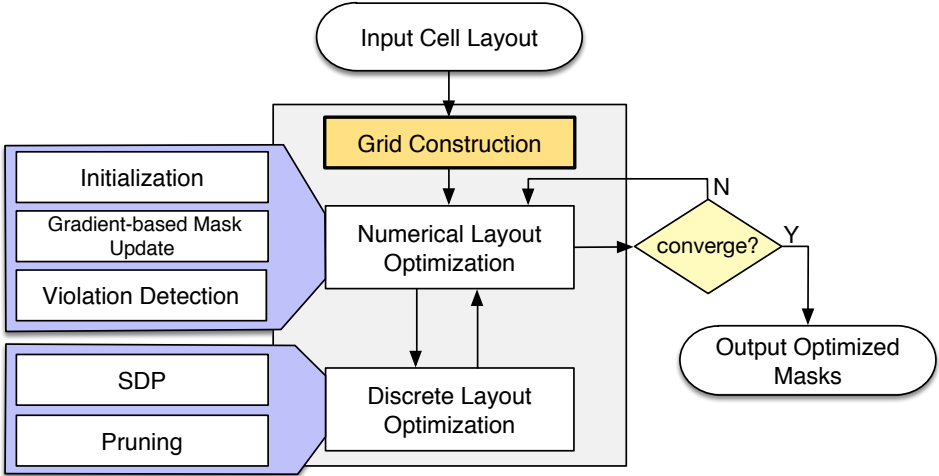 Input Cell Layout
Grid Construction
Initialization
Gradient-based Mask
Update
Violation Detection
Numerical Layout
Optimization
N
converge?
Y
Output Optimized
Masks
SDP
Pruning
Discrete Layout
Optimization